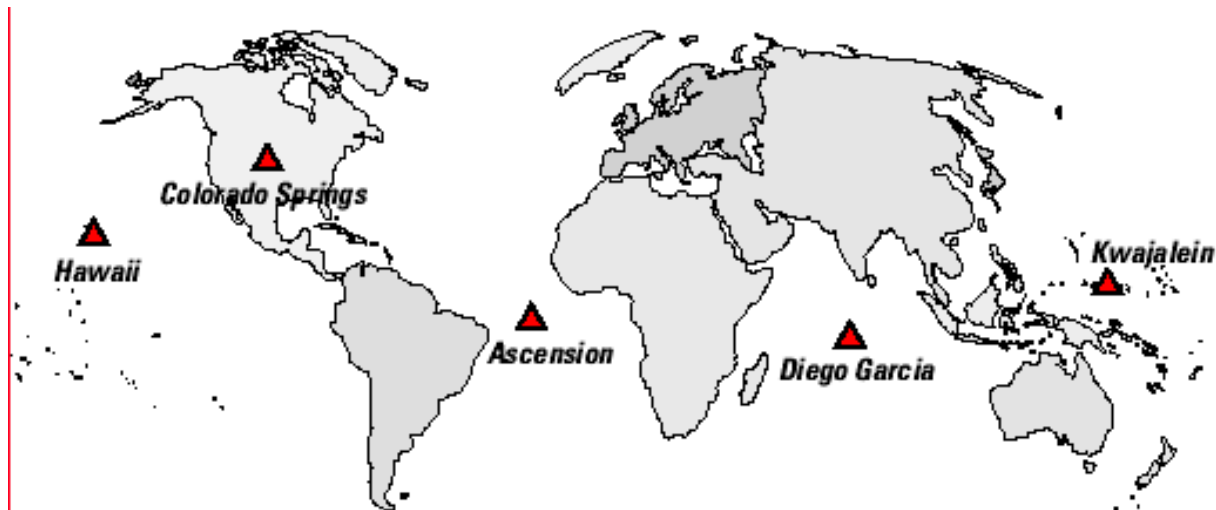 Colorado Springs
Hawaii
Kwajalein
Ascension
Diego Garcia